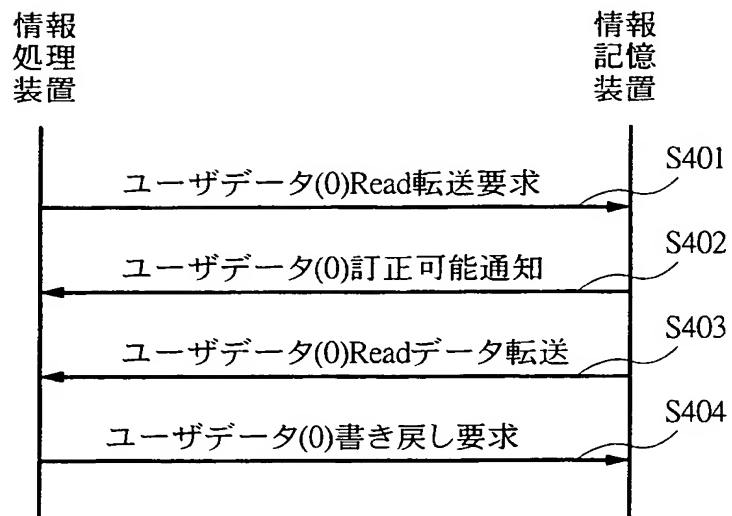 情報
処理
装置
情報
記憶
装置
ユーザデータ(0)Read転送要求
S401
ユーザデータ(0)訂正可能通知
S402
ユーザデータ(0)Readデータ転送
S403
ユーザデータ(0)書き戻し要求
S404